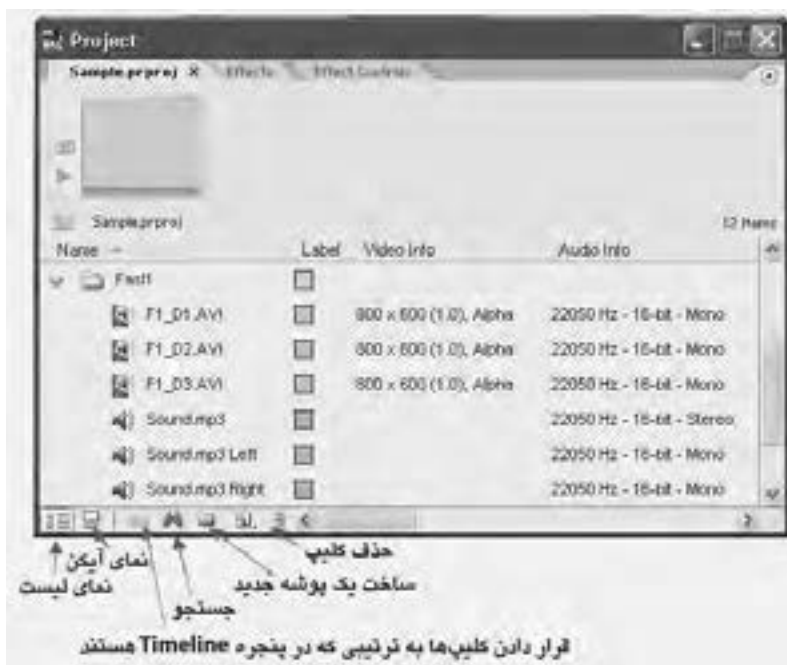 Project
Sample.prproj × Effects Effect Controls
Sample.prproj 12 Items
Name Label Video Info Audio Info
F1_01.AVI 800 x 600 (1.0), Alpha 22050 Hz - 16-bit - Mono
F1_02.AVI 800 x 600 (1.0), Alpha 22050 Hz - 16-bit - Mono
F1_03.AVI 800 x 600 (1.0), Alpha 22050 Hz - 16-bit - Mono
Sound.mp3 22050 Hz - 16-bit - Stereo
Sound.mp3 Left 22050 Hz - 16-bit - Mono
Sound.mp3 Right 22050 Hz - 16-bit - Mono
حذف کلیپ
نمای آیکن
ساخت یک پوشه جدید
نمای لیست
جستجو
قرار دادن کلیپ‌ها به ترتیبی که در پنجره Timeline هستند